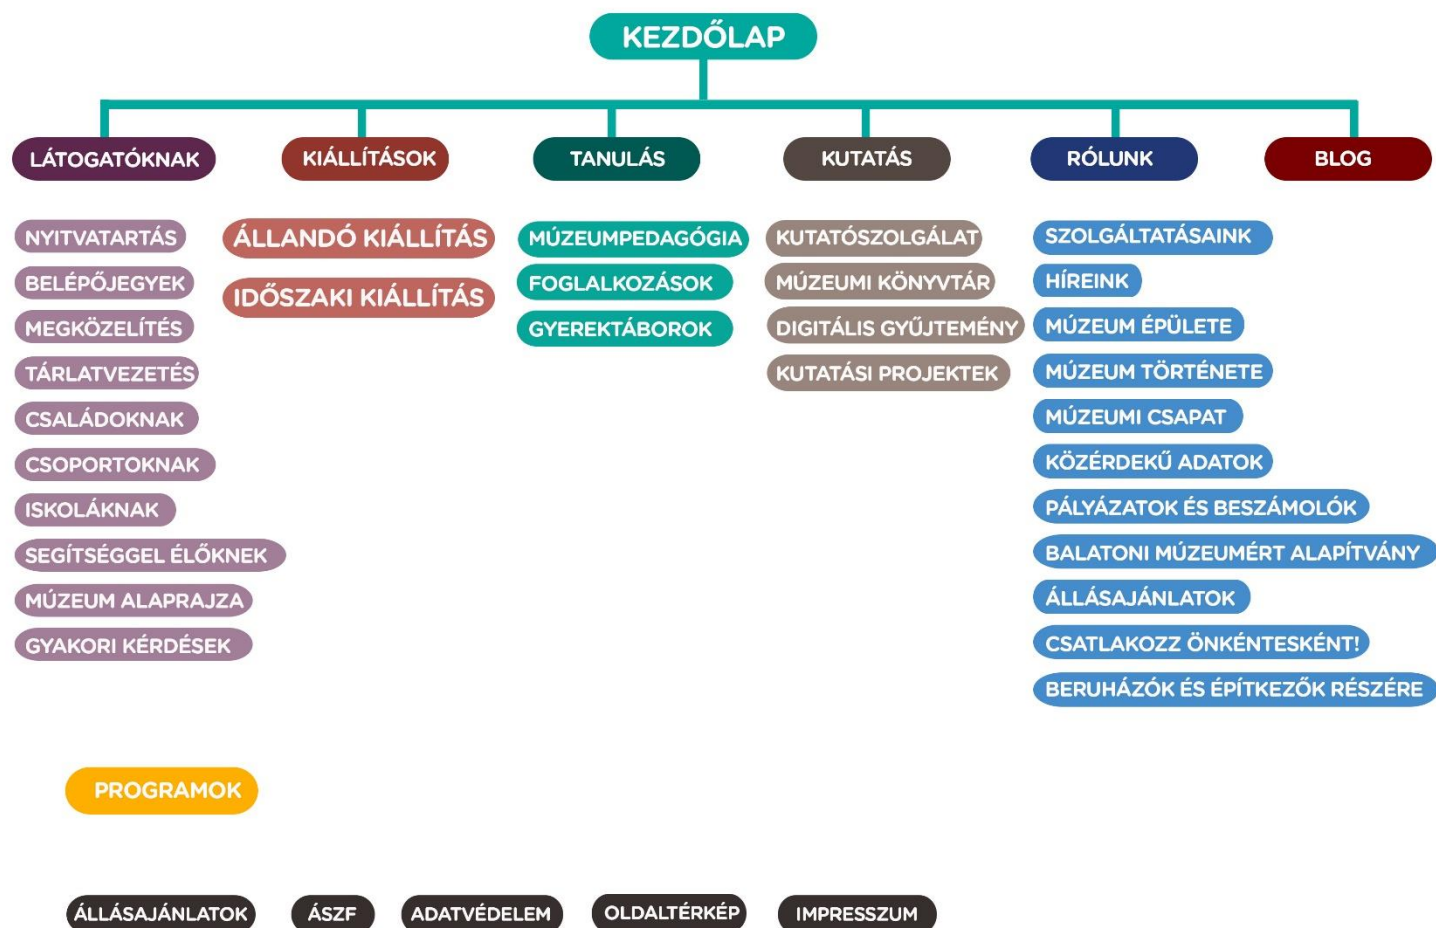 KEZDŐLAP
LÁTOGATÓKNAK
KIÁLLÍTÁSOK
TANULÁS
KUTATÁS
RÓLUNK
BLOG
NYITVATARTÁS
BELÉPŐJEGYEK
MEGKÖZELÍTÉS
TÁRLATVEZETÉS
CSALÁDOKNAK
CSOPORTOKNAK
ISKOLÁKNAK
SEGÍTSÉGGEL ÉLŐKNEK
MÚZEUM ALAPRAJZA
GYAKORI KÉRDÉSEK
ÁLLANDÓ KIÁLLÍTÁS
IDŐSZAKI KIÁLLÍTÁS
MÚZEUMPEDAGÓGIA
FOGLALKOZÁSOK
GYEREKTÁBOROK
KUTATÓSZOLGÁLAT
MÚZEUMI KÖNYVTÁR
DIGITÁLIS GYŰJTEMÉNY
KUTATÁSI PROJEKTEK
SZOLGÁLTATÁSAINK
HÍREINK
MÚZEUM ÉPÜLETE
MÚZEUM TÖRTÉNETE
MÚZEUMI CSAPAT
KÖZÉRDEKŰ ADATOK
PÁLYÁZATOK ÉS BESZÁMOLÓK
BALATONI MÚZEUMÉRT ALAPÍTVÁNY
ÁLLÁSAJÁNLATOK
CSATLAKOZZ ÖNKÉNTESKÉNT!
BERUHÁZÓK ÉS ÉPÍTKEZŐK RÉSZÉRE
PROGRAMOK
ÁLLÁSAJÁNLATOK
ÁSZF
ADATVÉDELEM
OLDALTÉRKÉP
IMPRESSZUM